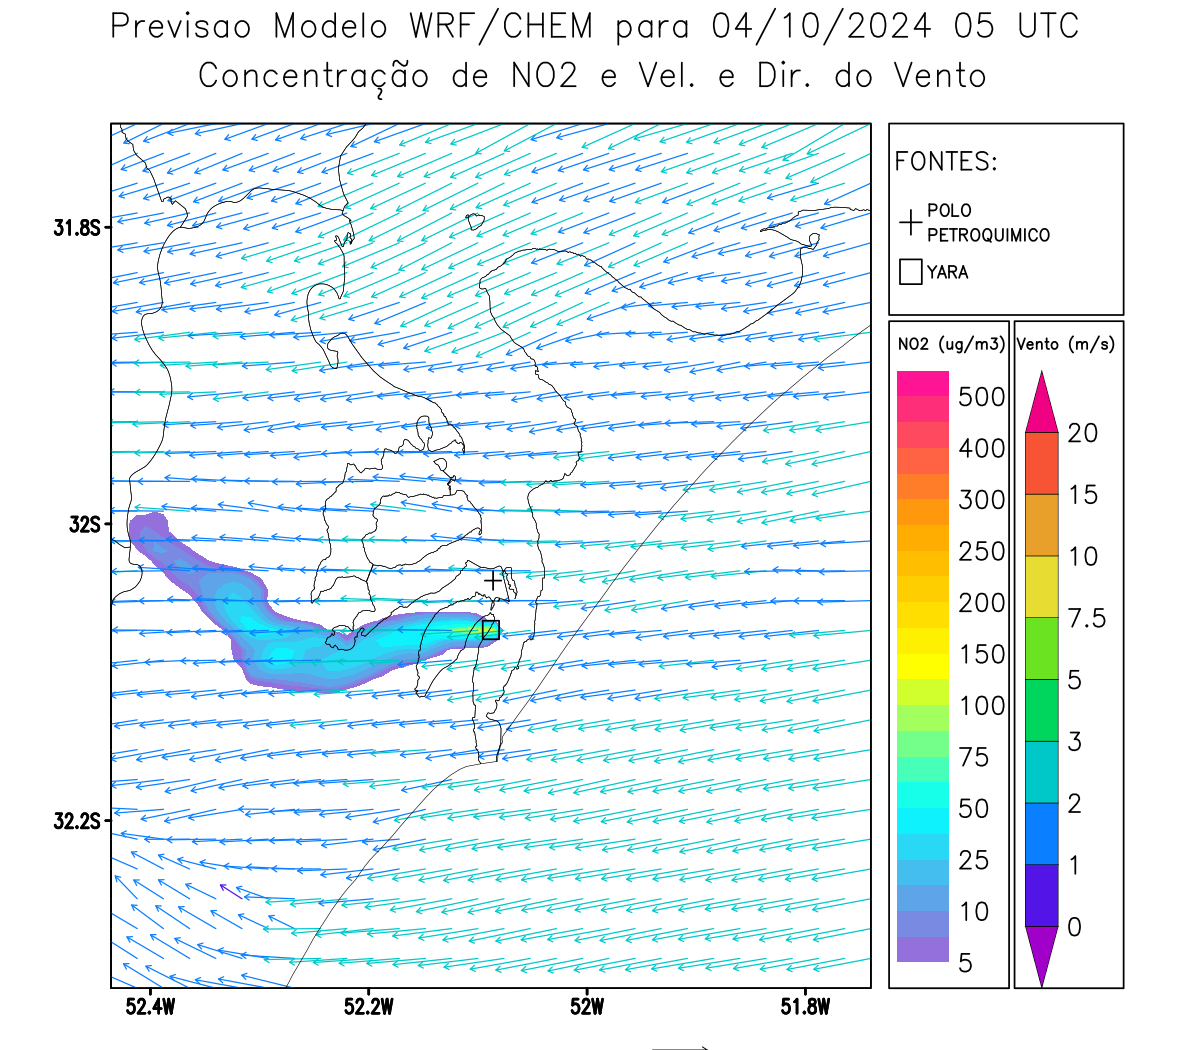 Previsao Modelo WRF/CHEM para 04/10/2024 05 UTC
Concentração de NO2 e Vel. e Dir. do Vento
FONTES:
POLO
PETROQUIMICO
YARA
NO2 (ug/m3)
500
400
300
250
200
150
100
75
50
25
10
5
Vento (m/s)
20
15
10
7.5
5
3
2
1
0
31.8S
32S
32.2S
52.4W
52.2W
52W
51.8W